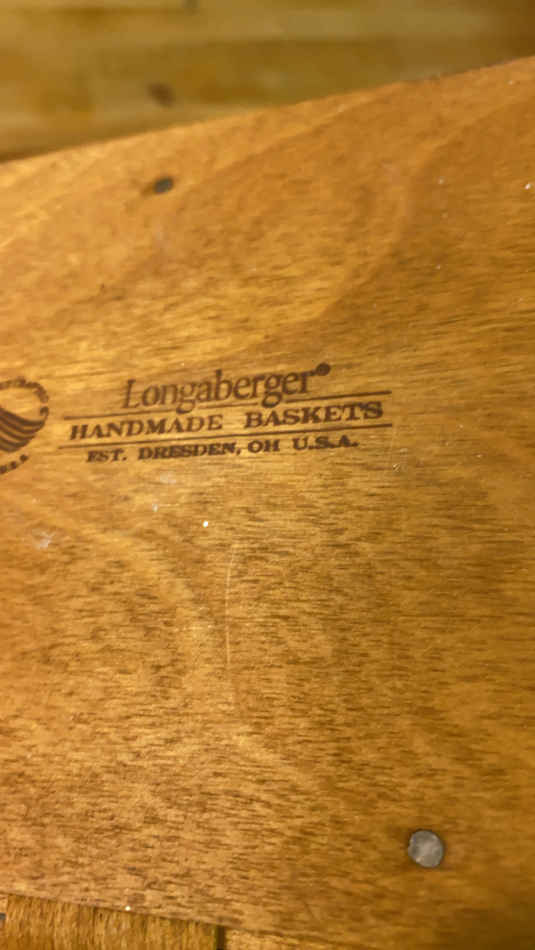 Longaberger®
HANDMADE BASKETS
EST. DRESDEN, OH U.S.A.